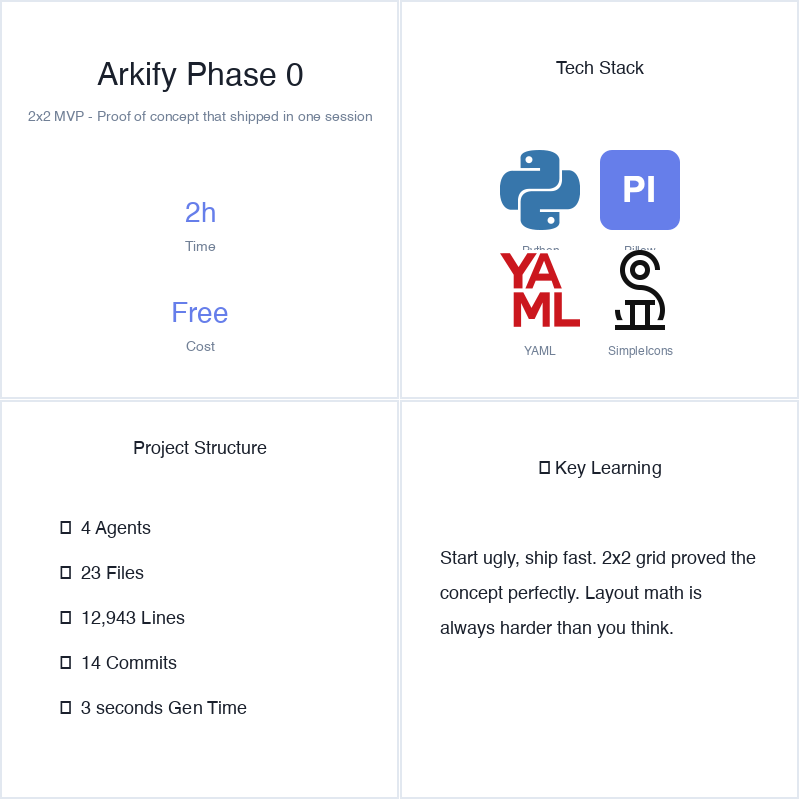 Arkify Phase 0
2x2 MVP - Proof of concept that shipped in one session
2h
Time
Free
Cost
Tech Stack
PI
Python
Pillow
YA
ML
YAML
SimpleIcons
Project Structure
4 Agents
23 Files
12,943 Lines
14 Commits
3 seconds Gen Time
Key Learning
Start ugly, ship fast. 2x2 grid proved the
concept perfectly. Layout math is
always harder than you think.